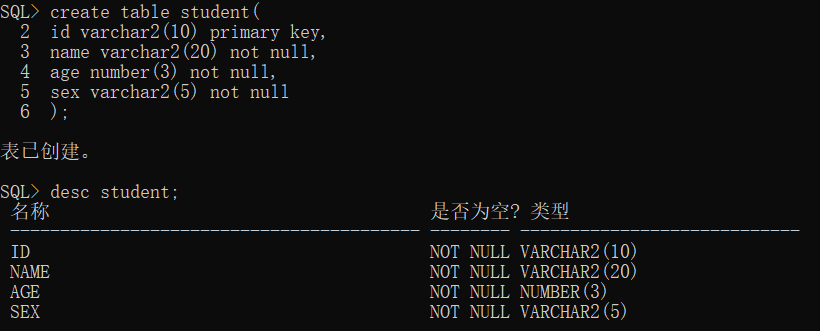 SQL> create table student(
  2  id varchar2(10) primary key,
  3  name varchar2(20) not null,
  4  age number(3) not null,
  5  sex varchar2(5) not null
  6  );
表已创建。
SQL> desc student;
 名称                                      是否为空? 类型
 ----------------------------------------- -------- ----------------------------
 ID                                        NOT NULL VARCHAR2(10)
 NAME                                      NOT NULL VARCHAR2(20)
 AGE                                       NOT NULL NUMBER(3)
 SEX                                       NOT NULL VARCHAR2(5)